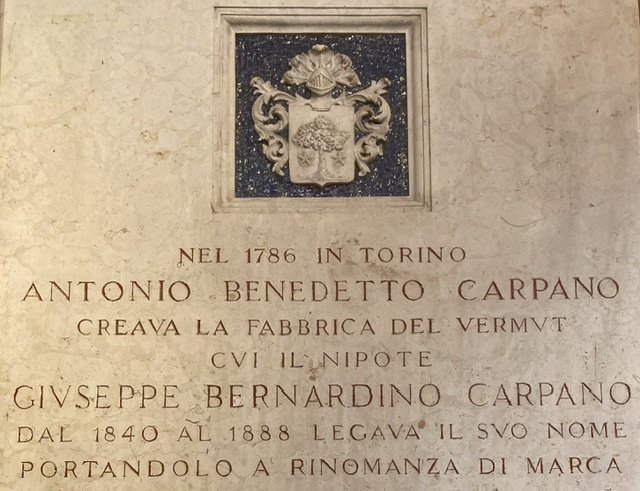 NEL 1786 IN TORINO
ANTONIO BENEDETTO CARPANO
CREAVA LA FABBRICA DEL VERMVT
CVI IL NIPOTE
GIVSEPPE BERNARDINO CARPANO
DAL 1840 AL 1888 LEGAVA IL SVO NOME
PORTANDOLO A RINOMANZA DI MARCA